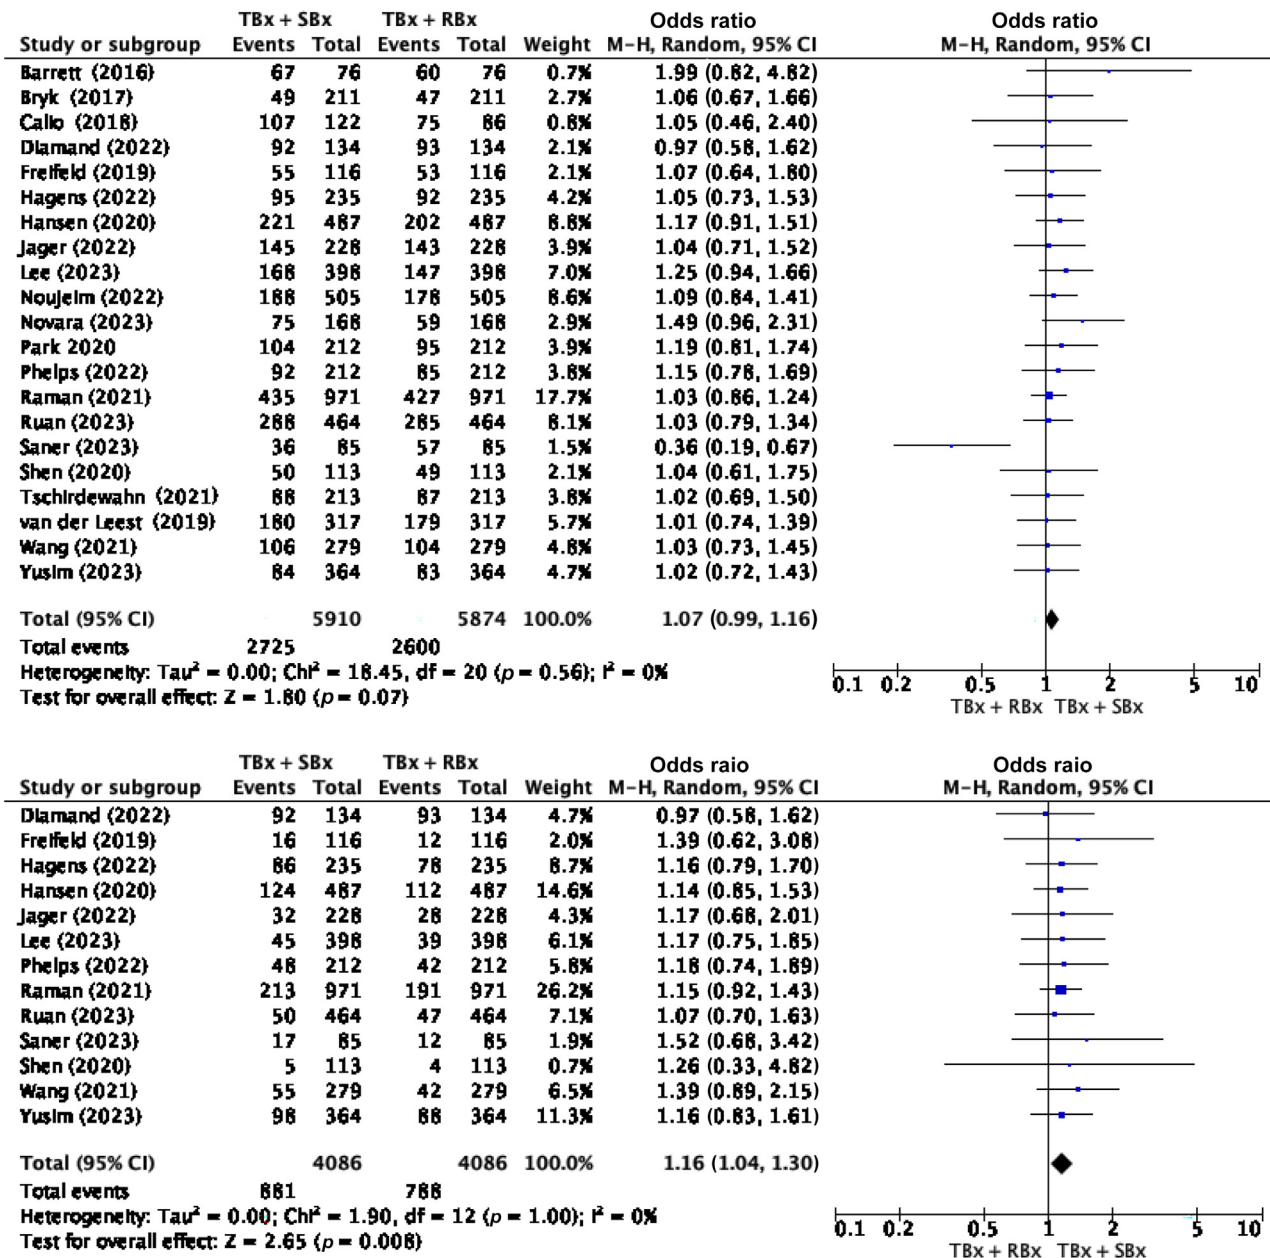 TBx + SBx TBx + RBx Odds ratio Odds ratio
Study or subgroup Events Total Events Total Weight M–H, Random, 95% CI M–H, Random, 95% CI
Barrett (2016) 67 76 60 76 0.7% 1.99 (0.82, 4.82)
Bryk (2017) 49 211 47 211 2.7% 1.06 (0.67, 1.66)
Calio (2018) 107 122 75 86 0.8% 1.05 (0.46, 2.40)
Diamand (2022) 92 134 93 134 2.1% 0.97 (0.58, 1.62)
Freifeld (2019) 55 116 53 116 2.1% 1.07 (0.64, 1.80)
Hagens (2022) 95 235 92 235 4.2% 1.05 (0.73, 1.53)
Hansen (2020) 221 487 202 487 8.8% 1.17 (0.91, 1.51)
Jager (2022) 145 228 143 228 3.9% 1.04 (0.71, 1.52)
Lee (2023) 168 398 147 398 7.0% 1.25 (0.94, 1.66)
Noujeim (2022) 188 505 178 505 8.6% 1.09 (0.84, 1.41)
Novara (2023) 75 168 59 168 2.9% 1.49 (0.96, 2.31)
Park 2020 104 212 95 212 3.9% 1.19 (0.81, 1.74)
Phelps (2022) 92 212 85 212 3.8% 1.15 (0.78, 1.69)
Raman (2021) 435 971 427 971 17.7% 1.03 (0.86, 1.24)
Ruan (2023) 288 464 285 464 8.1% 1.03 (0.79, 1.34)
Saner (2023) 36 85 57 85 1.5% 0.36 (0.19, 0.67)
Shen (2020) 50 113 49 113 2.1% 1.04 (0.61, 1.75)
Tschirdewahn (2021) 88 213 87 213 3.8% 1.02 (0.69, 1.50)
van der Leest (2019) 180 317 179 317 5.7% 1.01 (0.74, 1.39)
Wang (2021) 106 279 104 279 4.8% 1.03 (0.73, 1.45)
Yusim (2023) 84 364 83 364 4.7% 1.02 (0.72, 1.43)
Total (95% CI) 5910 5874 100.0% 1.07 (0.99, 1.16)
Total events 2725 2600
Heterogeneity: Tau² = 0.00; Chi² = 18.45, df = 20 (p = 0.56); I² = 0%
Test for overall effect: Z = 1.80 (p = 0.07)
0.1 0.2 0.5 1 2 5 10
TBx + RBx TBx + SBx
TBx + SBx TBx + RBx Odds raio Odds raio
Study or subgroup Events Total Events Total Weight M–H, Random, 95% CI M–H, Random, 95% CI
Diamand (2022) 92 134 93 134 4.7% 0.97 (0.58, 1.62)
Freifeld (2019) 16 116 12 116 2.0% 1.39 (0.62, 3.08)
Hagens (2022) 86 235 78 235 8.7% 1.16 (0.79, 1.70)
Hansen (2020) 124 487 112 487 14.6% 1.14 (0.85, 1.53)
Jager (2022) 32 228 28 228 4.3% 1.17 (0.68, 2.01)
Lee (2023) 45 398 39 398 6.1% 1.17 (0.75, 1.85)
Phelps (2022) 48 212 42 212 5.8% 1.18 (0.74, 1.89)
Raman (2021) 213 971 191 971 26.2% 1.15 (0.92, 1.43)
Ruan (2023) 50 464 47 464 7.1% 1.07 (0.70, 1.63)
Saner (2023) 17 85 12 85 1.9% 1.52 (0.68, 3.42)
Shen (2020) 5 113 4 113 0.7% 1.26 (0.33, 4.82)
Wang (2021) 55 279 42 279 6.5% 1.39 (0.89, 2.15)
Yusim (2023) 98 364 88 364 11.3% 1.16 (0.83, 1.61)
Total (95% CI) 4086 4086 100.0% 1.16 (1.04, 1.30)
Total events 881 788
Heterogeneity: Tau² = 0.00; Chi² = 1.90, df = 12 (p = 1.00); I² = 0%
Test for overall effect: Z = 2.65 (p = 0.008)
0.1 0.2 0.5 1 2 5 10
TBx + RBx TBx + SBx